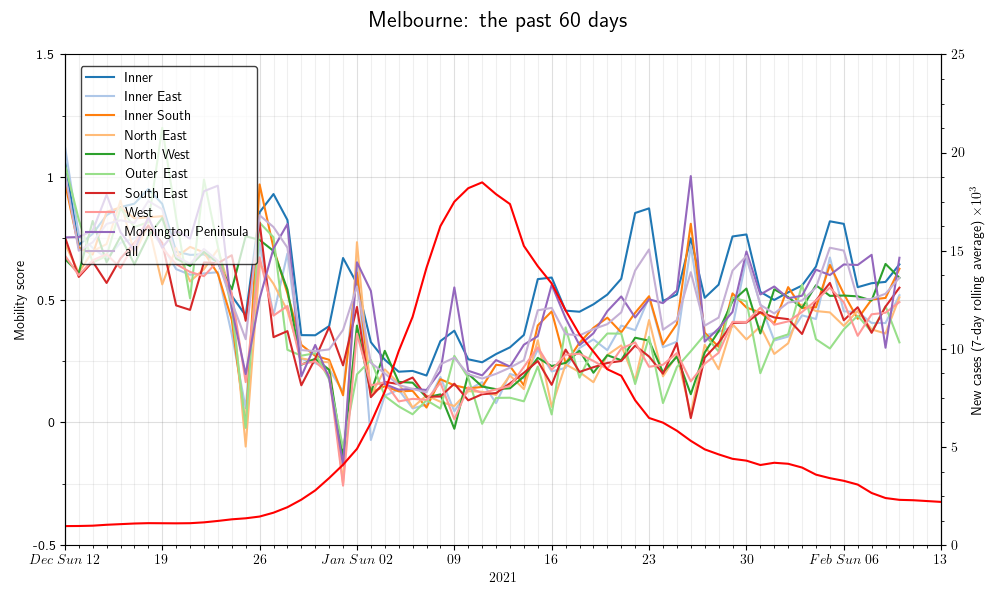 Melbourne: the past 60 days
1.5
1
0.5
0
-0.5
Mobility score
Inner
Inner East
Inner South
North East
North West
Outer East
South East
West
Mornington Peninsula
all
25
20
15
10
5
0
New cases (7-day rolling average) ×10³
Dec Sun 12 19 26 Jan Sun 02 09 16 23 30 Feb Sun 06 13
2021